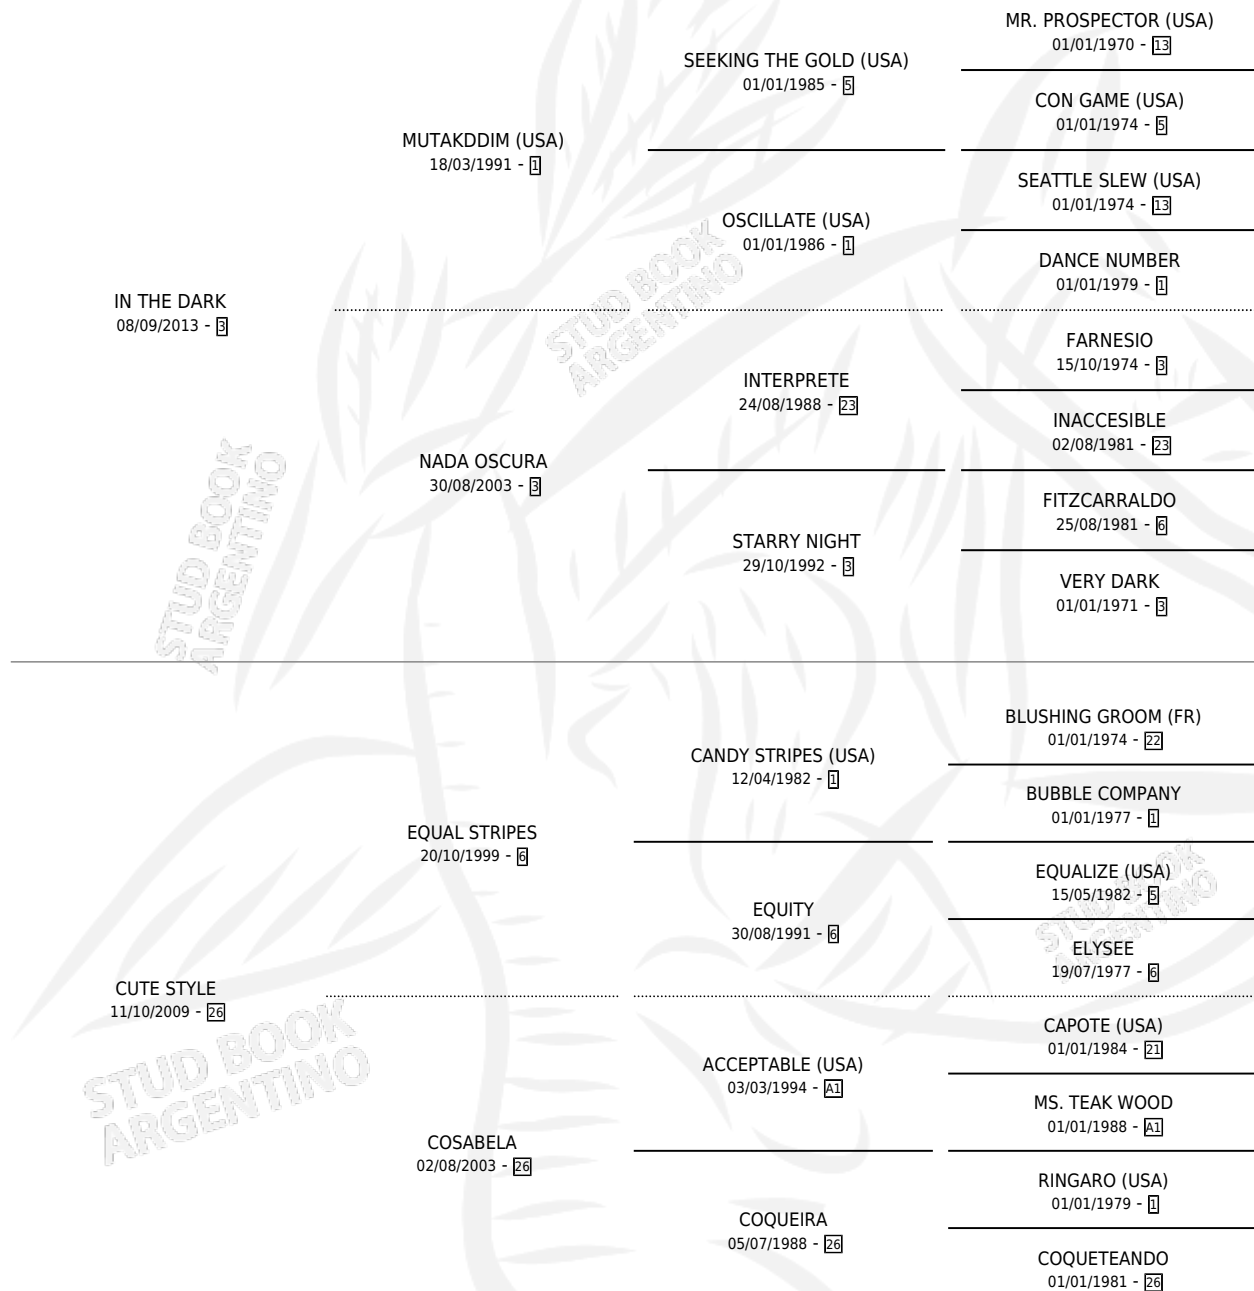 MR. PROSPECTOR (USA)
01/01/1970 - 13
SEEKING THE GOLD (USA)
01/01/1985 - 5
CON GAME (USA)
01/01/1974 - 5
MUTAKDDIM (USA)
18/03/1991 - 1
SEATTLE SLEW (USA)
01/01/1974 - 13
OSCILLATE (USA)
01/01/1986 - 1
DANCE NUMBER
01/01/1979 - 1
IN THE DARK
08/09/2013 - 3
STUD BOOK
ARGENTINO
FARNESIO
15/10/1974 - 3
INTERPRETE
24/08/1988 - 23
INACCESIBLE
02/08/1981 - 23
NADA OSCURA
30/08/2003 - 3
FITZCARRALDO
25/08/1981 - 6
STARRY NIGHT
29/10/1992 - 3
VERY DARK
01/01/1971 - 3
STUD BOOK
ARGENTINO
BLUSHING GROOM (FR)
01/01/1974 - 22
CANDY STRIPES (USA)
12/04/1982 - 1
BUBBLE COMPANY
01/01/1977 - 1
EQUAL STRIPES
20/10/1999 - 6
EQUALIZE (USA)
15/05/1982 - 5
EQUITY
30/08/1991 - 6
ELYSEE
19/07/1977 - 6
STUD BOOK
ARGENTINO
CUTE STYLE
11/10/2009 - 26
STUD BOOK
ARGENTINO
CAPOTE (USA)
01/01/1984 - 21
ACCEPTABLE (USA)
03/03/1994 - A1
MS. TEAK WOOD
01/01/1988 - A1
COSABELA
02/08/2003 - 26
RINGARO (USA)
01/01/1979 - 1
COQUEIRA
05/07/1988 - 26
COQUETEANDO
01/01/1981 - 26